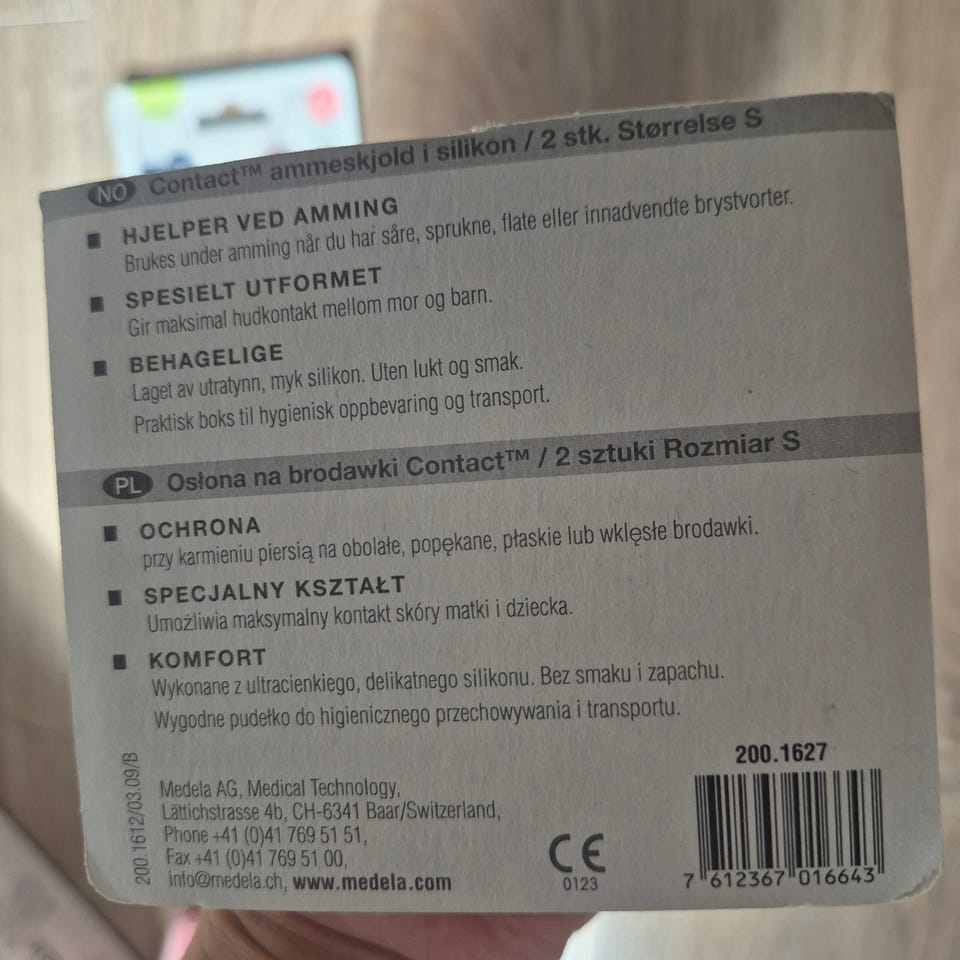 NO Contact™ ammeskjold i silikon / 2 stk. Størrelse S
■ HJELPER VED AMMING
Brukes under amming når du har såre, sprukne, flate eller innadvendte brystvorter.
■ SPESIELT UTFORMET
Gir maksimal hudkontakt mellom mor og barn.
■ BEHAGELIGE
Laget av utratynn, myk silikon. Uten lukt og smak.
Praktisk boks til hygienisk oppbevaring og transport.
PL Osłona na brodawki Contact™ / 2 sztuki Rozmiar S
■ OCHRONA
przy karmieniu piersią na obolałe, popękane, płaskie lub wklęsłe brodawki.
■ SPECJALNY KSZTAŁT
Umożliwia maksymalny kontakt skóry matki i dziecka.
■ KOMFORT
Wykonane z ultracienkiego, delikatnego silikonu. Bez smaku i zapachu.
Wygodne pudełko do higienicznego przechowywania i transportu.
200.1612/03.09/B
Medela AG, Medical Technology,
Lättichstrasse 4b, CH-6341 Baar/Switzerland,
Phone +41 (0)41 769 51 51,
Fax +41 (0)41 769 51 00,
info@medela.ch, www.medela.com
CE
0123
200.1627
7 612367 016643